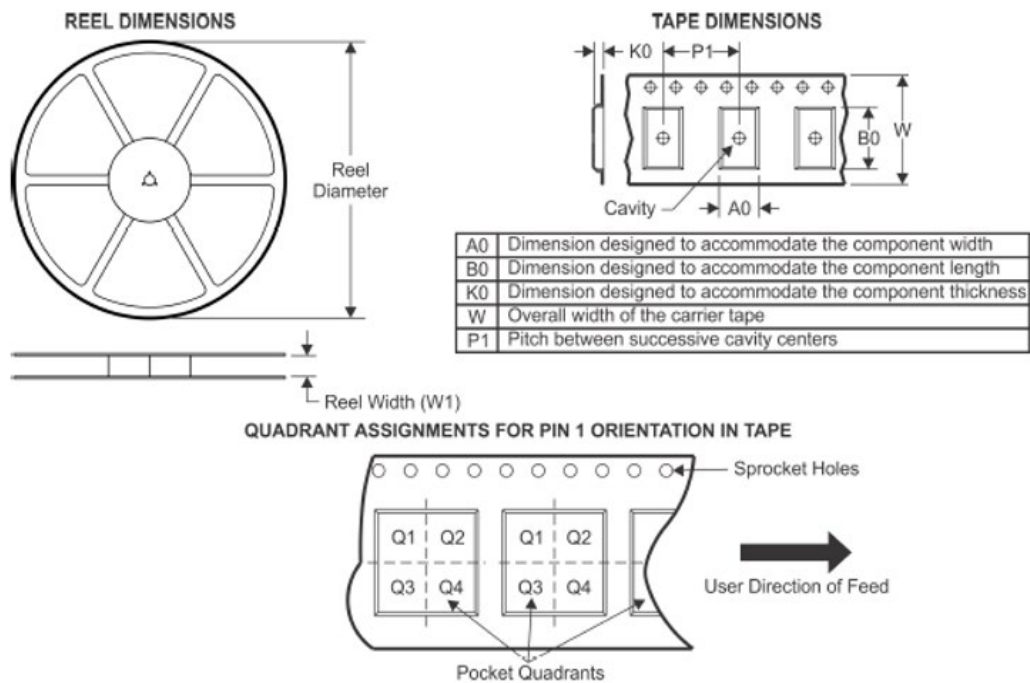 REEL DIMENSIONS
Reel
Diameter
Reel Width (W1)
TAPE DIMENSIONS
K0
P1
B0
W
Cavity
A0
A0 Dimension designed to accommodate the component width
B0 Dimension designed to accommodate the component length
K0 Dimension designed to accommodate the component thickness
W Overall width of the carrier tape
P1 Pitch between successive cavity centers
QUADRANT ASSIGNMENTS FOR PIN 1 ORIENTATION IN TAPE
Sprocket Holes
Q1 Q2 Q1 Q2
Q3 Q4 Q3 Q4
User Direction of Feed
Pocket Quadrants